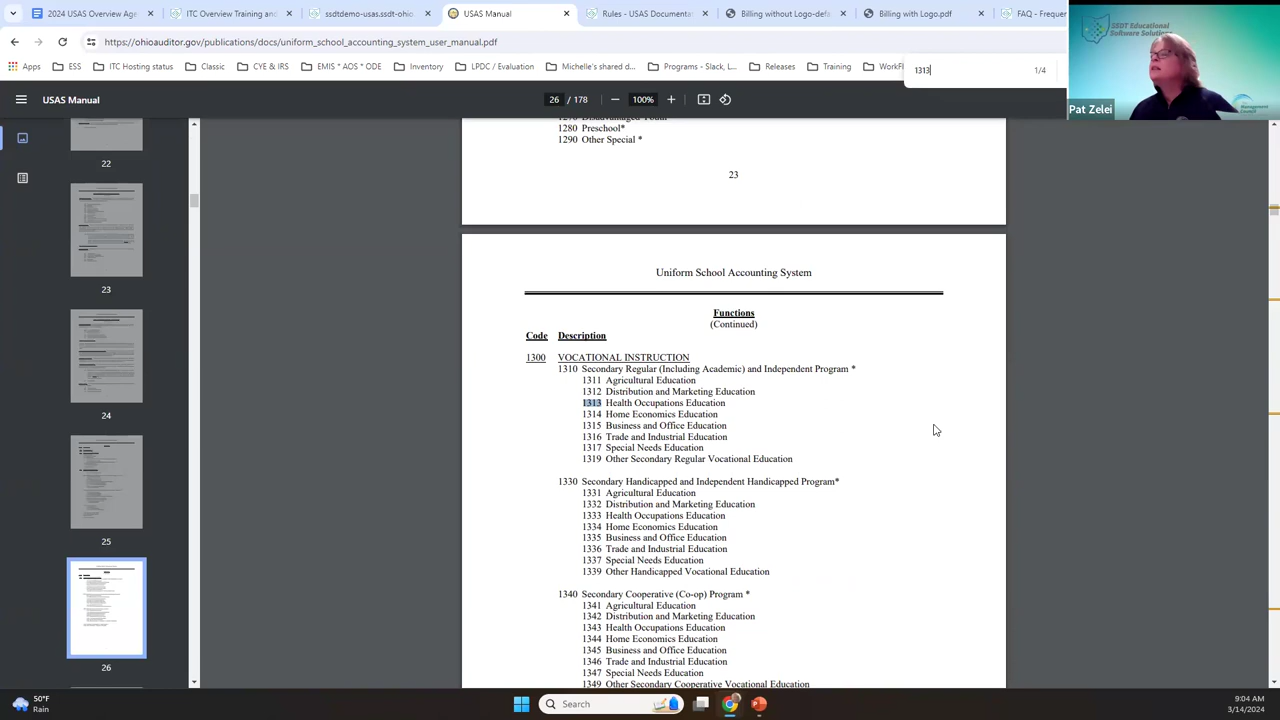 2024 USAS Advanced Agenda
ITC Overview Training and
ssdtdemo-pres.ssdt-ohio
USAS Manual
Rules - USAS Documentat
Billing without Logo-defa
Billing with Logo.pdf
FAQ - Frequen
https://ohioauditor.gov/publications/docs/uniform_school_accounting_system_user_manual.pdf
Apps
ESS
ITC Hosting status
Classic
CYE & IRS
EMIS * AOS * ODE
Inventory
LPDC / Evaluation
Michelle's shared d...
Programs - Slack, L...
Releases
Training
WorkFl
1313
1/4
SSDT Educational
Software Solutions
Management
Council
Pat Zelei
USAS Manual
26 / 178
100%
22
23
24
25
26
1280 Preschool*
1290 Other Special *
23
Uniform School Accounting System
Functions
(Continued)
Code Description
1300 VOCATIONAL INSTRUCTION
1310 Secondary Regular (Including Academic) and Independent Program *
1311 Agricultural Education
1312 Distribution and Marketing Education
1313 Health Occupations Education
1314 Home Economics Education
1315 Business and Office Education
1316 Trade and Industrial Education
1317 Special Needs Education
1319 Other Secondary Regular Vocational Education
1330 Secondary Handicapped and Independent Handicapped Program*
1331 Agricultural Education
1332 Distribution and Marketing Education
1333 Health Occupations Education
1334 Home Economics Education
1335 Business and Office Education
1336 Trade and Industrial Education
1337 Special Needs Education
1339 Other Handicapped Vocational Education
1340 Secondary Cooperative (Co-op) Program *
1341 Agricultural Education
1342 Distribution and Marketing Education
1343 Health Occupations Education
1344 Home Economics Education
1345 Business and Office Education
1346 Trade and Industrial Education
1347 Special Needs Education
1349 Other Secondary Cooperative Vocational Education
50°F
Rain
Search
9:04 AM
3/14/2024